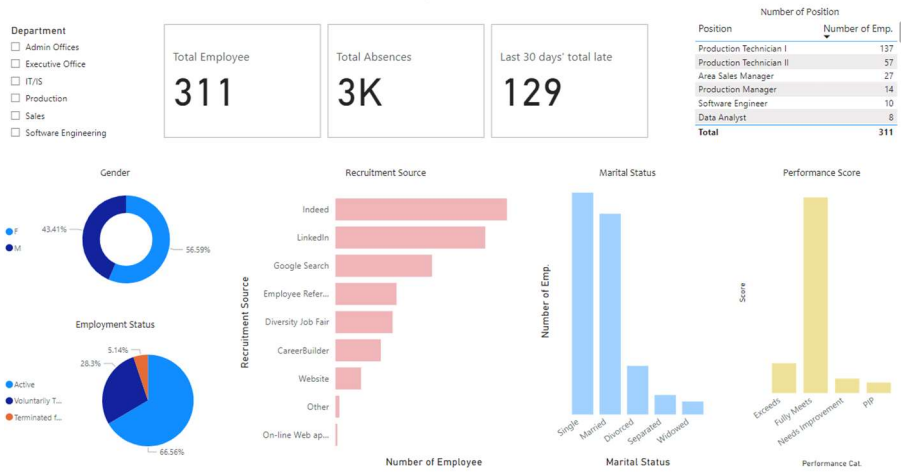 Department
Admin Offices
Executive Office
IT/IS
Production
Sales
Software Engineering
Total Employee
311
Total Absences
3K
Last 30 days' total late
129
Number of Position
Position Number of Emp.
Production Technician I 137
Production Technician II 57
Area Sales Manager 27
Production Manager 14
Software Engineer 10
Data Analyst 8
Total 311
Gender
F
M
43.41%
56.59%
Employment Status
Active
Voluntarily T...
Terminated f...
5.14%
28.3%
66.56%
Recruitment Source
Recruitment Source
Indeed
LinkedIn
Google Search
Employee Refer...
Diversity Job Fair
CareerBuilder
Website
Other
On-line Web ap...
Number of Employee
Marital Status
Number of Emp.
Single
Married
Divorced
Separated
Widowed
Marital Status
Performance Score
Score
Exceeds
Fully Meets
Needs Improvement
PIP
Performance Cat.